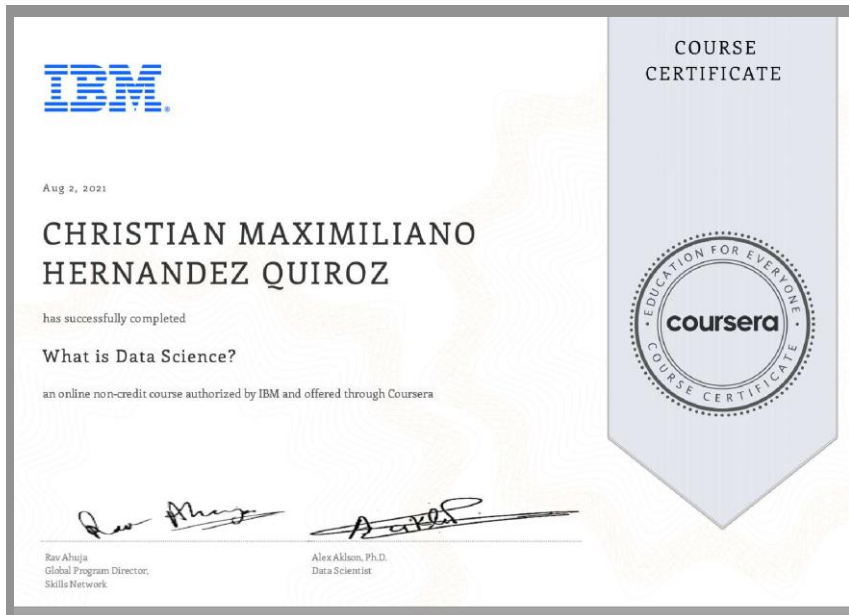 IBM
COURSE
CERTIFICATE
Aug 2, 2021
CHRISTIAN MAXIMILIANO
HERNANDEZ QUIROZ
has successfully completed
What is Data Science?
an online non-credit course authorized by IBM and offered through Coursera
EDUCATION FOR EVERYONE
coursera
COURSE CERTIFICATE
Rav Ahuja
Alex Aklson, Ph.D.
Global Program Director,
Data Scientist
Skills Network